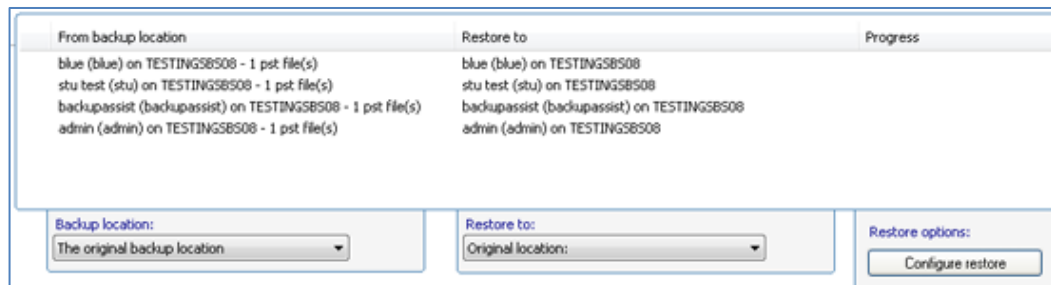 From backup location Restore to Progress
blue (blue) on TESTINGSBS08 - 1 pst file(s) blue (blue) on TESTINGSBS08
stu test (stu) on TESTINGSBS08 - 1 pst file(s) stu test (stu) on TESTINGSBS08
backupassist (backupassist) on TESTINGSBS08 - 1 pst file(s) backupassist (backupassist) on TESTINGSBS08
admin (admin) on TESTINGSBS08 - 1 pst file(s) admin (admin) on TESTINGSBS08
Backup location: Restore to: Restore options:
The original backup location Original location: Configure restore